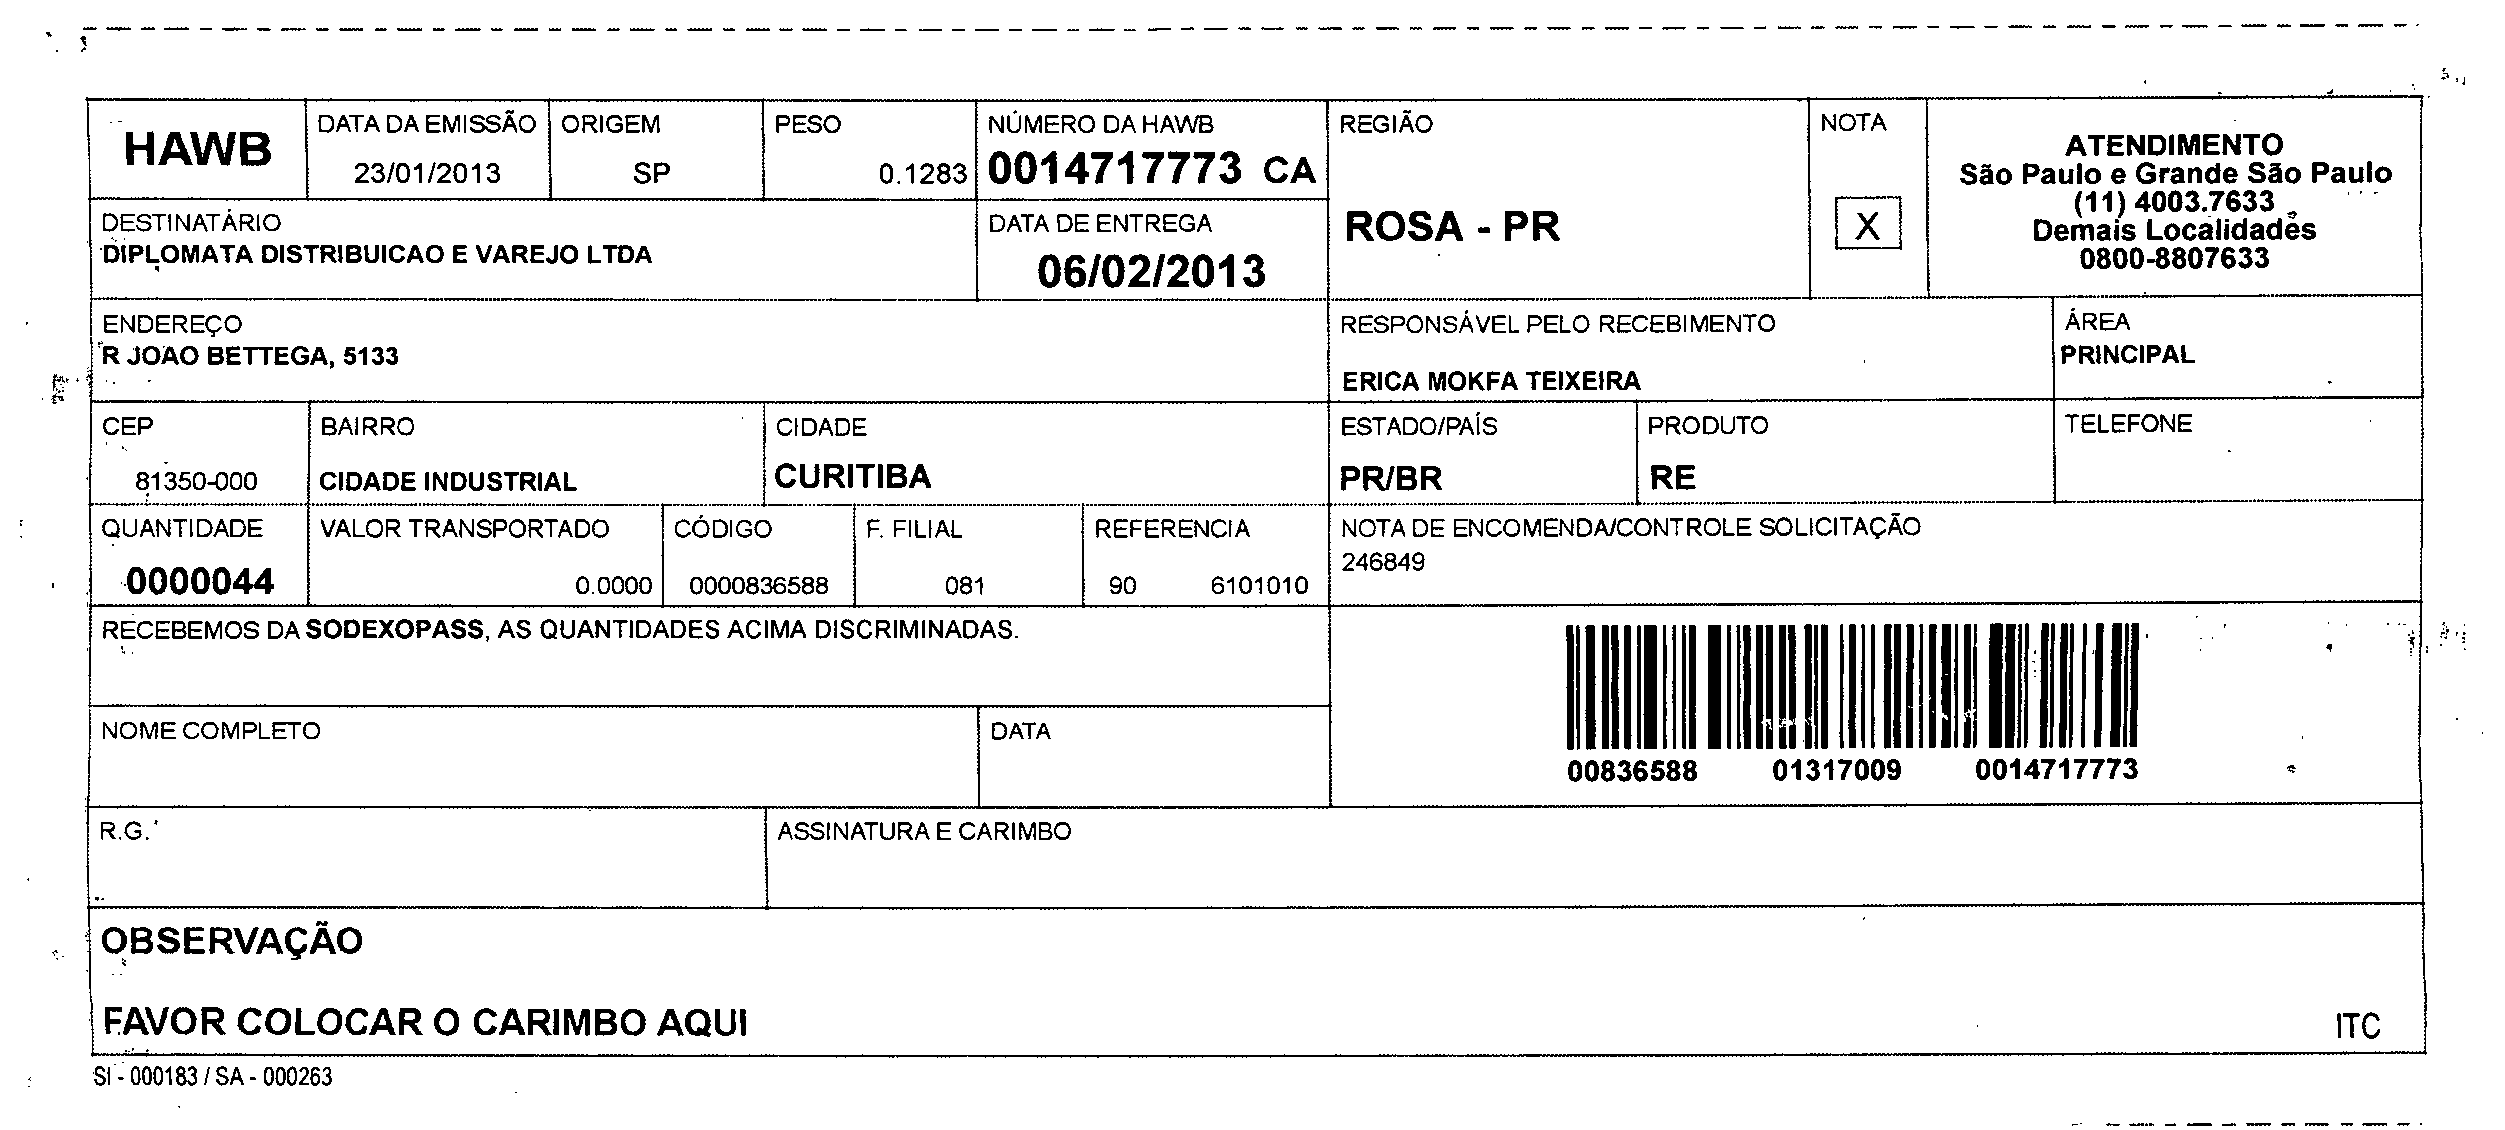 HAWB
DATA DA EMISSÃO
23/01/2013
ORIGEM
SP
PESO
0.1283
NÚMERO DA HAWB
0014717773 CA
REGIÃO
ROSA - PR
NOTA
X
ATENDIMENTO
São Paulo e Grande São Paulo
(11) 4003.7633
Demais Localidades
0800-8807633
DESTINATÁRIO
DIPLOMATA DISTRIBUICAO E VAREJO LTDA
DATA DE ENTREGA
06/02/2013
ENDEREÇO
R JOAO BETTEGA, 5133
RESPONSÁVEL PELO RECEBIMENTO
ERICA MOKFA TEIXEIRA
ÁREA
PRINCIPAL
CEP
81350-000
BAIRRO
CIDADE INDUSTRIAL
CIDADE
CURITIBA
ESTADO/PAÍS
PR/BR
PRODUTO
RE
TELEFONE
QUANTIDADE
0000044
VALOR TRANSPORTADO
0.0000
CÓDIGO
0000836588
F. FILIAL
081
REFERENCIA
90 6101010
NOTA DE ENCOMENDA/CONTROLE SOLICITAÇÃO
246849
RECEBEMOS DA SODEXOPASS, AS QUANTIDADES ACIMA DISCRIMINADAS.
00836588 01317009 0014717773
NOME COMPLETO
DATA
R.G.
ASSINATURA E CARIMBO
OBSERVAÇÃO
FAVOR COLOCAR O CARIMBO AQUI
ITC
SI - 000183 / SA - 000263